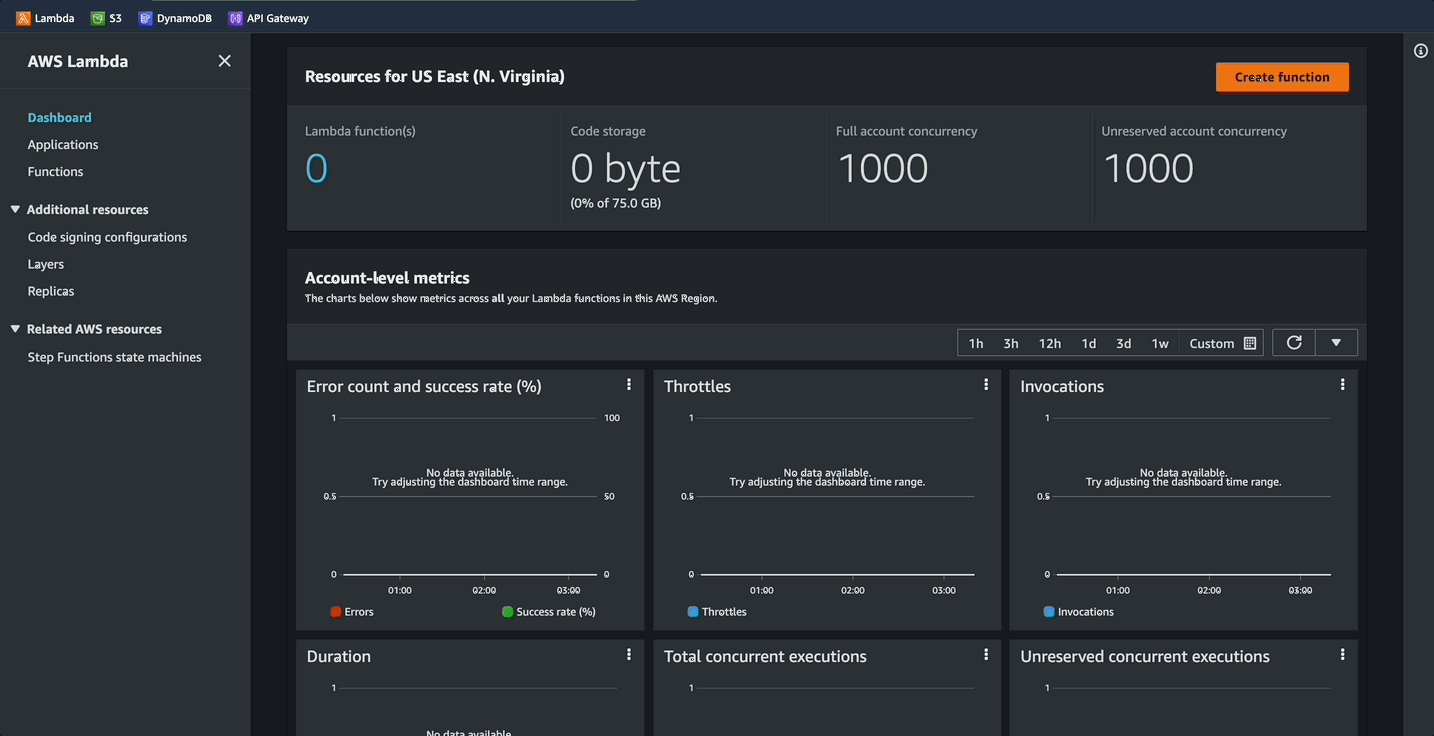 Lambda S3 DynamoDB API Gateway
AWS Lambda
Dashboard
Applications
Functions
Additional resources
Code signing configurations
Layers
Replicas
Related AWS resources
Step Functions state machines
Resources for US East (N. Virginia)
Create function
Lambda function(s)
0
Code storage
0 byte
(0% of 75.0 GB)
Full account concurrency
1000
Unreserved account concurrency
1000
Account-level metrics
The charts below show metrics across all your Lambda functions in this AWS Region.
1h 3h 12h 1d 3d 1w Custom
Error count and success rate (%)
1 100
No data available.
Try adjusting the dashboard time range.
0.5 50
0 0
01:00 02:00 03:00
Errors Success rate (%)
Throttles
1
No data available.
Try adjusting the dashboard time range.
0.5
0
01:00 02:00 03:00
Throttles
Invocations
1
No data available.
Try adjusting the dashboard time range.
0.5
0
01:00 02:00 03:00
Invocations
Duration
1
No data available.
Total concurrent executions
1
Unreserved concurrent executions
1